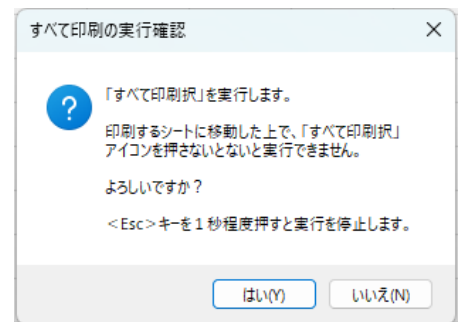 すべて印刷の実行確認
「すべて印刷択」を実行します。
印刷するシートに移動した上で、「すべて印刷択」
アイコンを押さないとないと実行できません。
よろしいですか？
＜Esc＞キーを１秒程度押すと実行を停止します。
はい(Y)
いいえ(N)